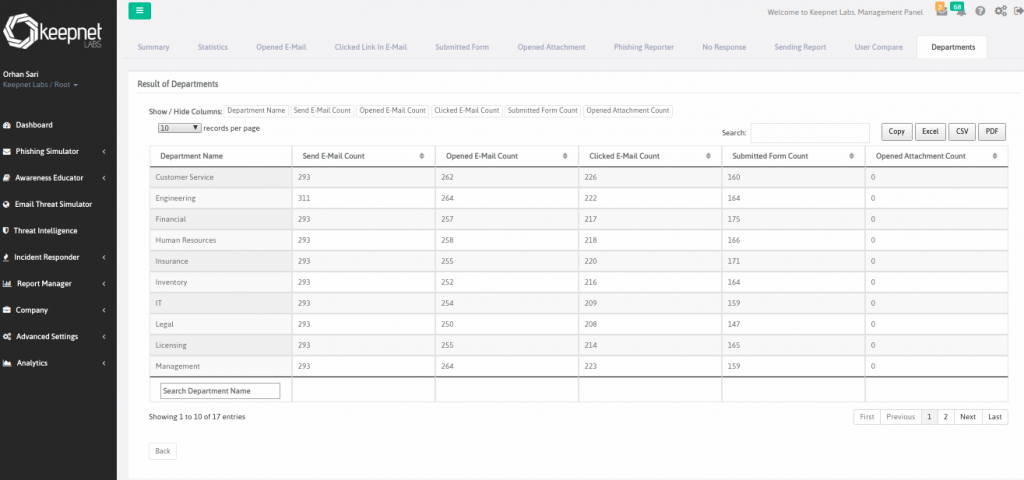 keepnet
LABS
Orhan Sari
Keepnet Labs / Root
Dashboard
Phishing Simulator
Awareness Educator
Email Threat Simulator
Threat Intelligence
Incident Responder
Report Manager
Company
Advanced Settings
Analytics
Welcome to Keepnet Labs, Management Panel 3 68
Summary Statistics Opened E-Mail Clicked Link In E-Mail Submitted Form Opened Attachment Phishing Reporter No Response Sending Report User Compare Departments
Result of Departments
Show / Hide Columns: Department Name Send E-Mail Count Opened E-Mail Count Clicked E-Mail Count Submitted Form Count Opened Attachment Count
10 records per page
Search: Copy Excel CSV PDF
Department Name Send E-Mail Count Opened E-Mail Count Clicked E-Mail Count Submitted Form Count Opened Attachment Count
Customer Service 293 262 226 160 0
Engineering 311 264 222 164 0
Financial 293 257 217 175 0
Human Resources 293 258 218 166 0
Insurance 293 255 220 171 0
Inventory 293 252 216 164 0
IT 293 254 209 159 0
Legal 293 250 208 147 0
Licensing 293 255 214 165 0
Management 293 264 223 159 0
Search Department Name
Showing 1 to 10 of 17 entries
First Previous 1 2 Next Last
Back